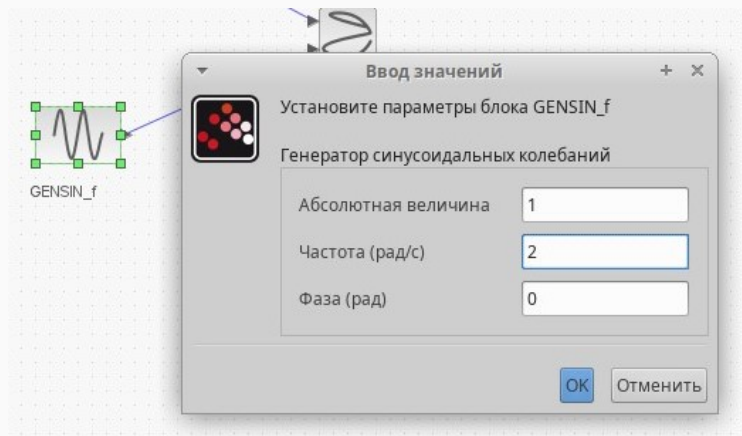 Ввод значений
Установите параметры блока GENSIN_f
Генератор синусоидальных колебаний
GENSIN_f
Абсолютная величина 1
Частота (рад/с) 2
Фаза (рад) 0
OK Отменить